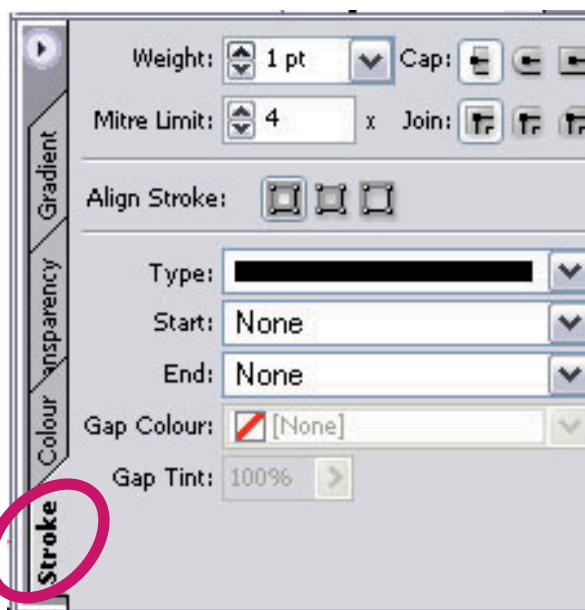 Weight: 1 pt Cap:
Mitre Limit: 4 x Join:
Align Stroke:
Type:
Start: None
End: None
Gap Colour: [None]
Gap Tint: 100%
Gradient
ansparency
Colour
Stroke